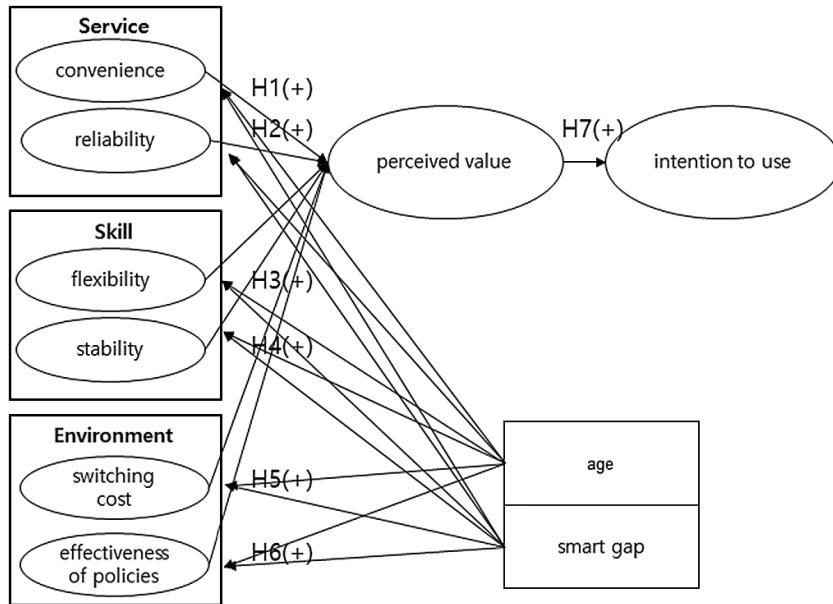 Service
convenience
reliability
H1(+)
H2(+)
perceived value
H7(+)
intention to use
Skill
flexibility
stability
H3(+)
H4(+)
Environment
switching
cost
effectiveness
of policies
H5(+)
H6(+)
age
smart gap